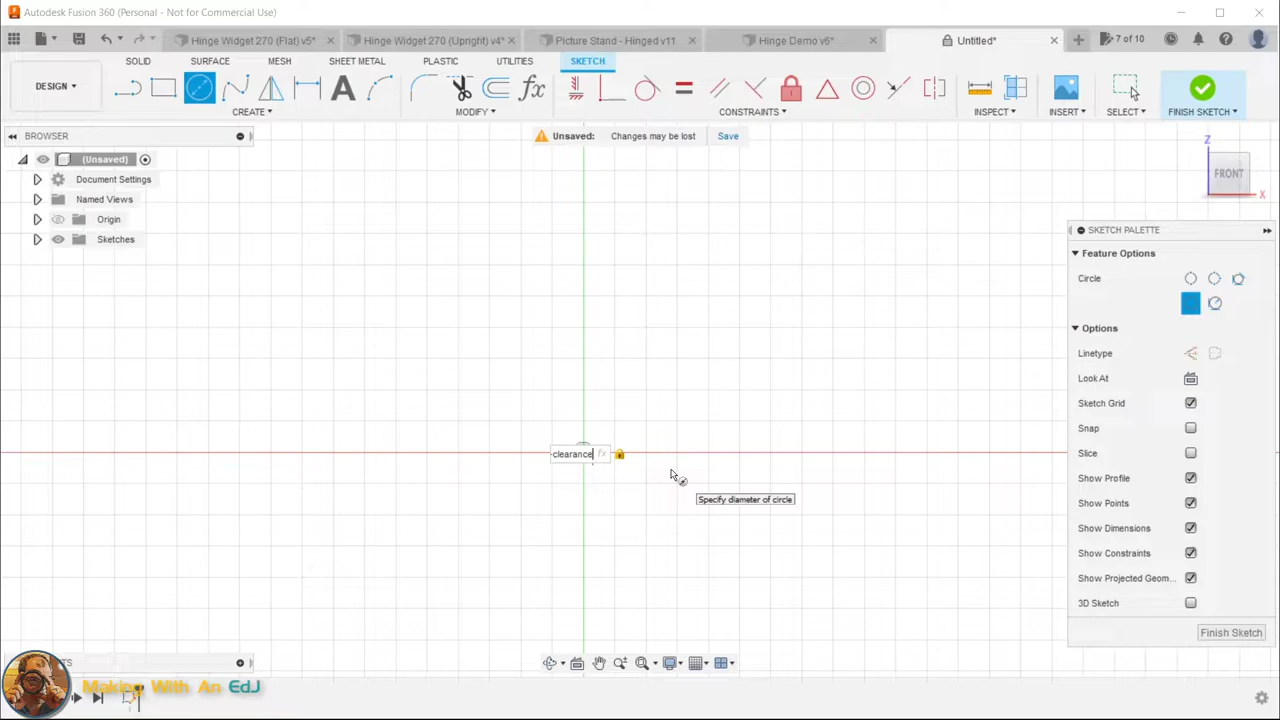 Autodesk Fusion 360 (Personal - Not for Commercial Use)
Hinge Widget 270 (Flat) v5*
Hinge Widget 270 (Upright) v4*
Picture Stand - Hinged v11
Hinge Demo v6*
Untitled*
7 of 10
SOLID
SURFACE
MESH
SHEET METAL
PLASTIC
UTILITIES
SKETCH
DESIGN
CREATE
MODIFY
CONSTRAINTS
INSPECT
INSERT
SELECT
FINISH SKETCH
BROWSER
(Unsaved)
Document Settings
Named Views
Origin
Sketches
Unsaved: Changes may be lost Save
Z
FRONT
X
SKETCH PALETTE
Feature Options
Circle
Options
Linetype
Look At
Sketch Grid
Snap
Slice
Show Profile
Show Points
Show Dimensions
Show Constraints
Show Projected Geom...
3D Sketch
Finish Sketch
-clearance fx
Specify diameter of circle
Making With An EdJ